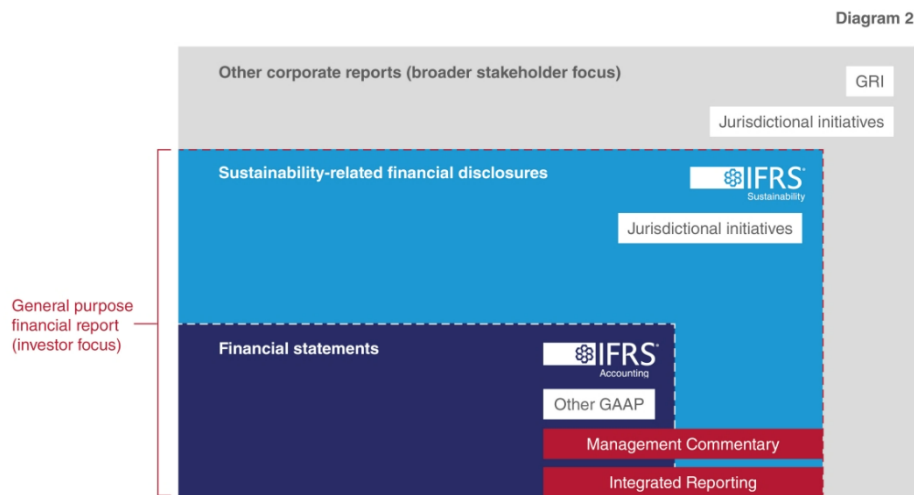 Diagram 2
Other corporate reports (broader stakeholder focus)
GRI
Jurisdictional initiatives
Sustainability-related financial disclosures
IFRS®
Sustainability
Jurisdictional initiatives
General purpose
financial report
(investor focus)
Financial statements
IFRS®
Accounting
Other GAAP
Management Commentary
Integrated Reporting